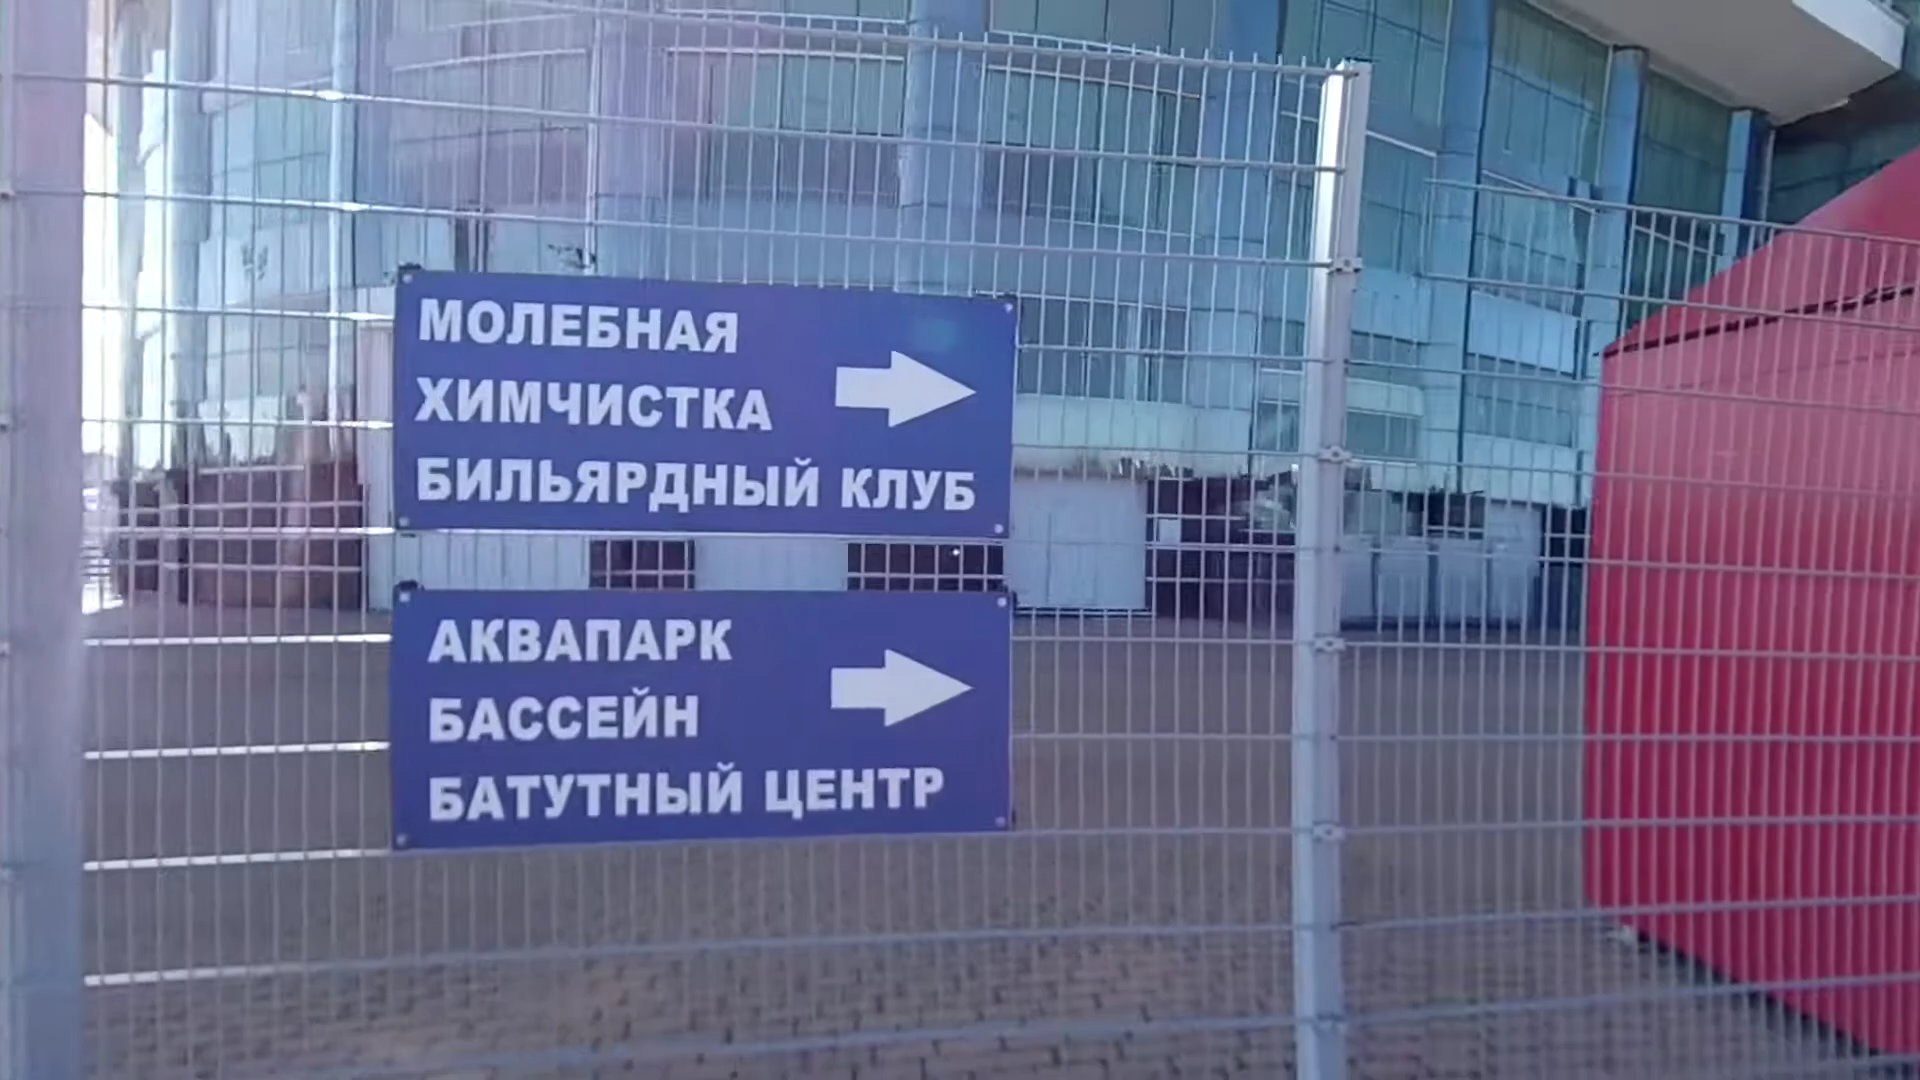 МОЛЕБНАЯ
ХИМЧИСТКА
БИЛЬЯРДНЫЙ КЛУБ
АКВАПАРК
БАССЕЙН
БАТУТНЫЙ ЦЕНТР